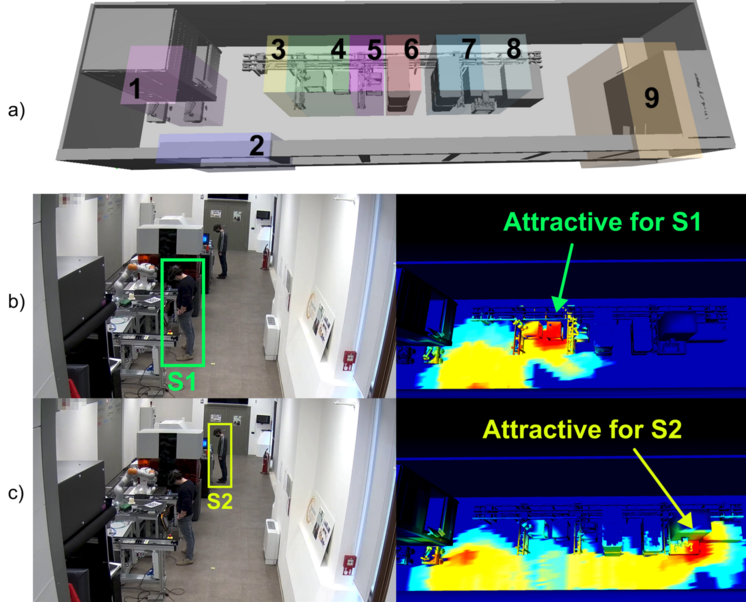 3 4 5 6 7 8
1
9
a)
2
Attractive for S1
b)
S1
Attractive for S2
c)
S2